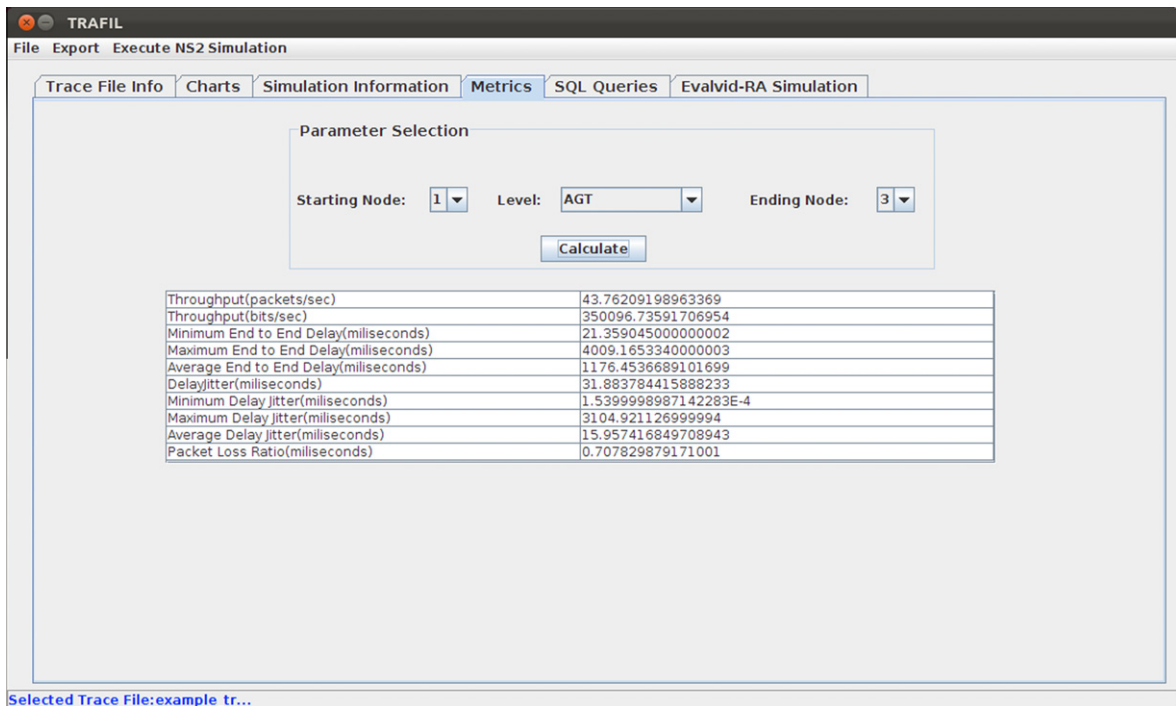 TRAFIL
File Export Execute NS2 Simulation
Trace File Info Charts Simulation Information Metrics SQL Queries Evalvid-RA Simulation
Parameter Selection
Starting Node: 1 Level: AGT Ending Node: 3
Calculate
Throughput(packets/sec) 43.76209198963369
Throughput(bits/sec) 350096.73591706954
Minimum End to End Delay(miliseconds) 21.359045000000002
Maximum End to End Delay(miliseconds) 4009.1653340000003
Average End to End Delay(miliseconds) 1176.4536689101699
DelayJitter(miliseconds) 31.883784415888233
Minimum Delay Jitter(miliseconds) 1.5399998987142283E-4
Maximum Delay Jitter(miliseconds) 3104.921126999994
Average Delay Jitter(miliseconds) 15.957416849708943
Packet Loss Ratio(miliseconds) 0.707829879171001
Selected Trace File:example tr...